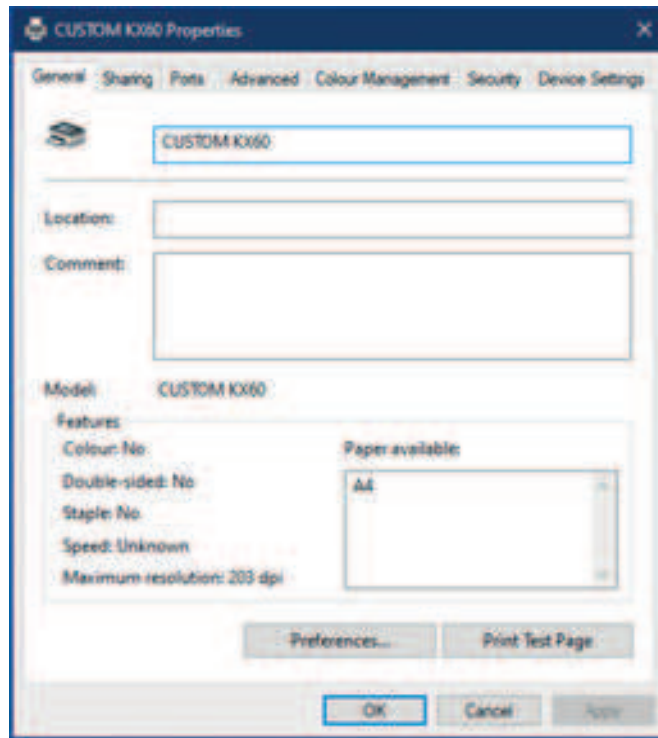 CUSTOM KX60 Properties
General Sharing Ports Advanced Colour Management Security Device Settings
CUSTOM KX60
Location:
Comment:
Model: CUSTOM KX60
Features
Colour: No Paper available:
Double-sided: No A4
Staple: No
Speed: Unknown
Maximum resolution: 203 dpi
Preferences... Print Test Page
OK Cancel Apply